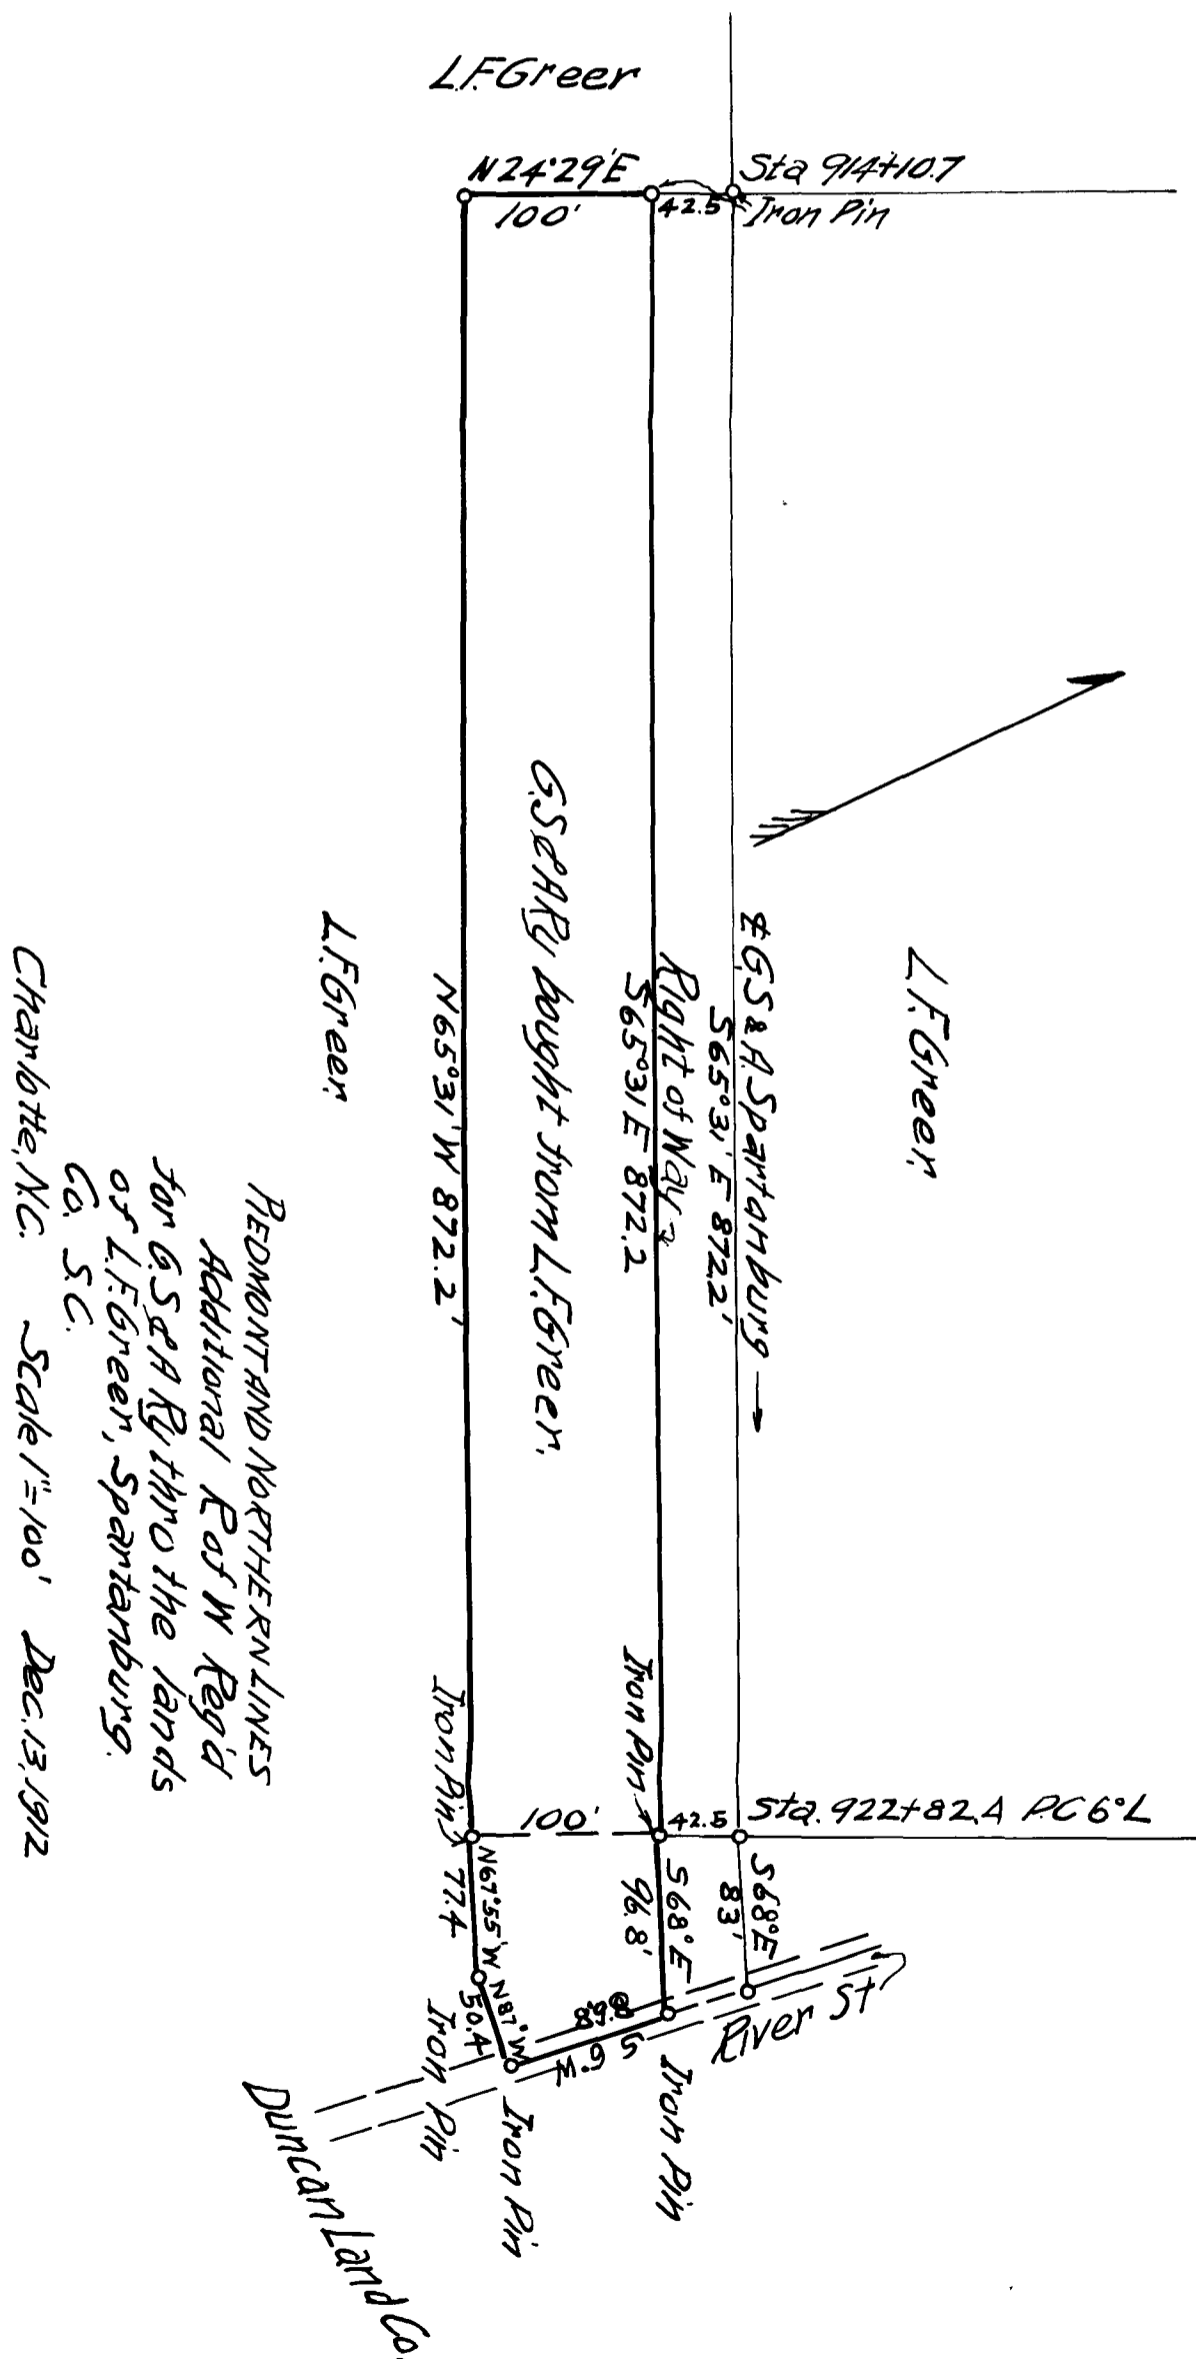 L.F.Greer
N24°29'E
100'
42.5
Sta 914+10.7
Iron Pin
L.F.Greer.
⅊ G.S & A. Spartanburg →
S65°31'E 872.2'
Right of Way
S65°31 E 872.2
G.S & A Ry bought from L.F.Greer.
N65°31'W 872.2'
L.F.Greer.
Iron Pin
Iron Pin
100'
42.5
Sta. 922+82.4 P.C 6°L
S68°E
83'
S68°E
96.8'
N67°55'W
77.4
N87°W
50.4
S 6°W
River St
Iron Pin
Iron Pin
Iron Pin
Duncan Land Co.
PIEDMONT AND NORTHERN LINES
Additional R of W Req'd
for G.S & A Ry thro the lands
of L.F.Greer, Spartanburg.
Co. S.C.
Charlotte, N.C. Scale 1"=100' Dec. 13, 1912